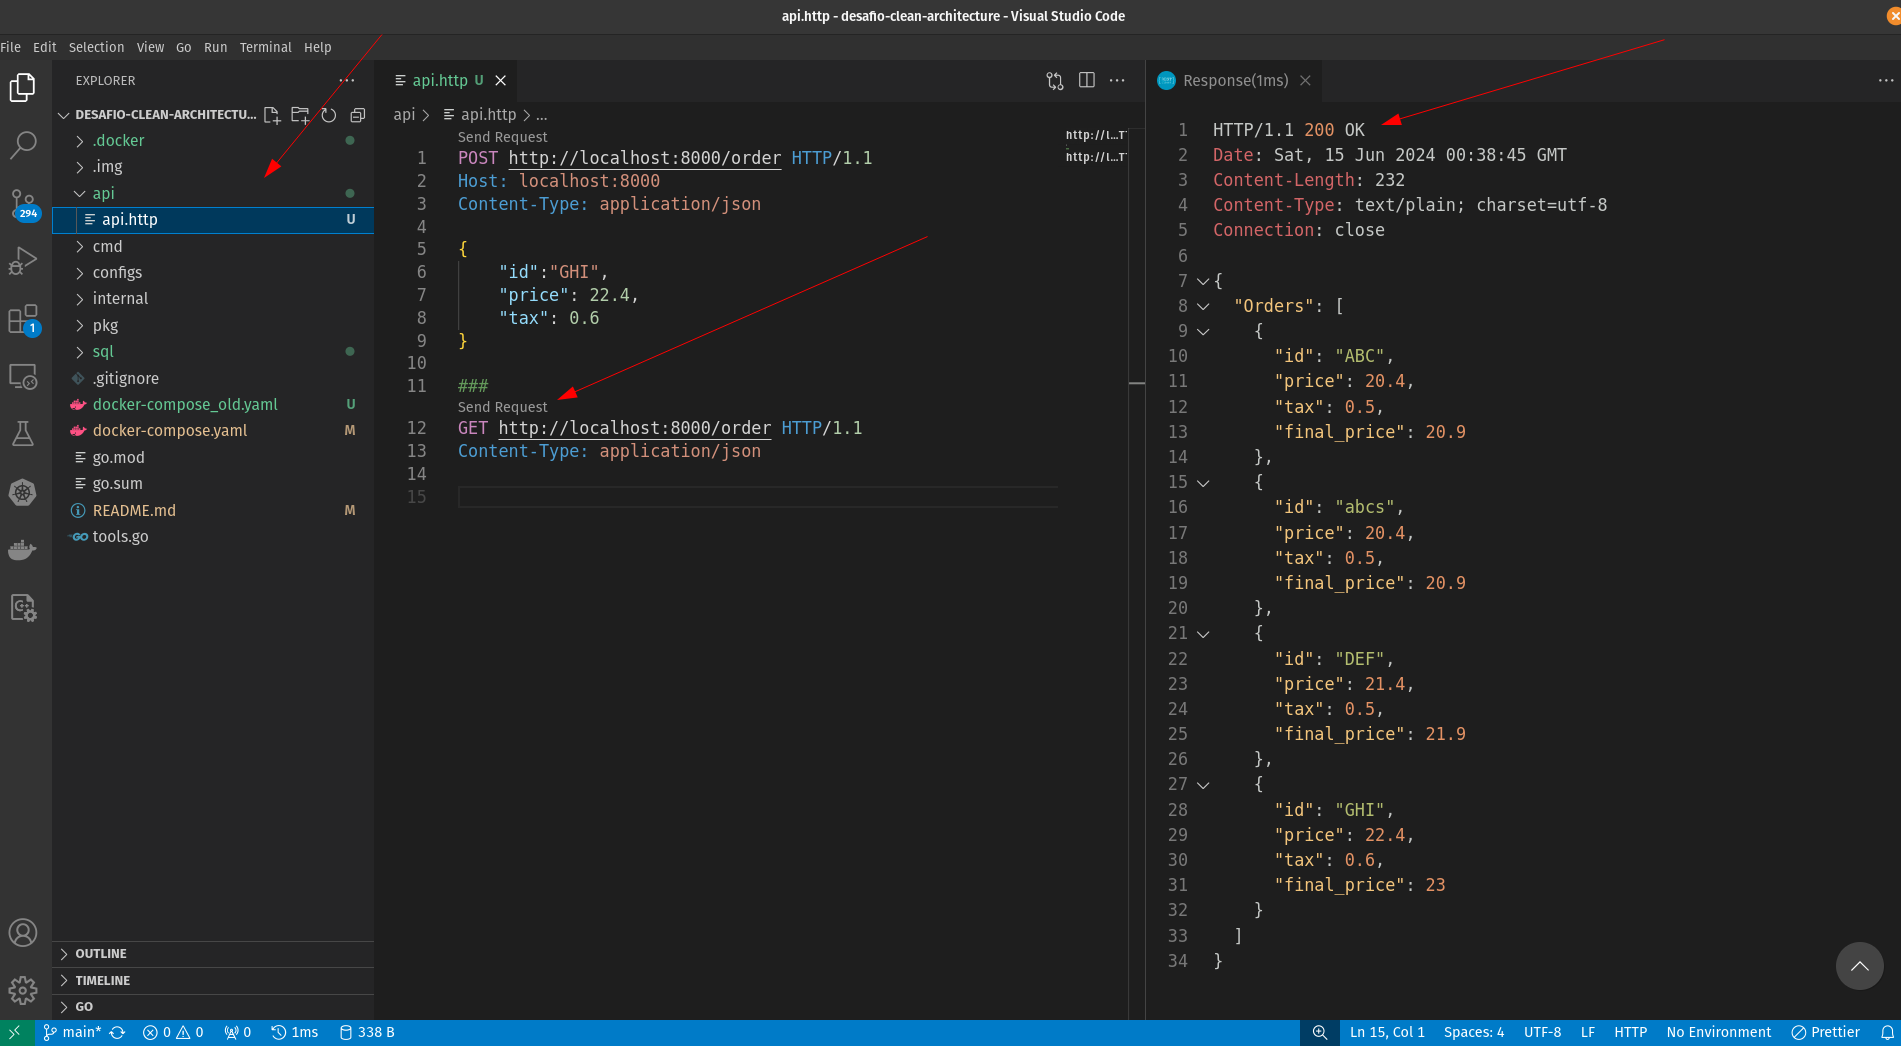 api.http - desafio-clean-architecture - Visual Studio Code
File Edit Selection View Go Run Terminal Help
EXPLORER
DESAFIO-CLEAN-ARCHITECTU...
.docker
.img
api
api.http U
cmd
configs
internal
pkg
sql
.gitignore
docker-compose_old.yaml U
docker-compose.yaml M
go.mod
go.sum
README.md M
tools.go
OUTLINE
TIMELINE
GO
294
1
api.http U
api > api.http > ...
Send Request
1 POST http://localhost:8000/order HTTP/1.1
2 Host: localhost:8000
3 Content-Type: application/json
4
5 {
6 "id":"GHI",
7 "price": 22.4,
8 "tax": 0.6
9 }
10
11 ###
Send Request
12 GET http://localhost:8000/order HTTP/1.1
13 Content-Type: application/json
14
15
http://l...T
http://l...T
Response(1ms)
1 HTTP/1.1 200 OK
2 Date: Sat, 15 Jun 2024 00:38:45 GMT
3 Content-Length: 232
4 Content-Type: text/plain; charset=utf-8
5 Connection: close
6
7 {
8 "Orders": [
9 {
10 "id": "ABC",
11 "price": 20.4,
12 "tax": 0.5,
13 "final_price": 20.9
14 },
15 {
16 "id": "abcs",
17 "price": 20.4,
18 "tax": 0.5,
19 "final_price": 20.9
20 },
21 {
22 "id": "DEF",
23 "price": 21.4,
24 "tax": 0.5,
25 "final_price": 21.9
26 },
27 {
28 "id": "GHI",
29 "price": 22.4,
30 "tax": 0.6,
31 "final_price": 23
32 }
33 ]
34 }
main* 0 0 0 1ms 338 B Ln 15, Col 1 Spaces: 4 UTF-8 LF HTTP No Environment Prettier